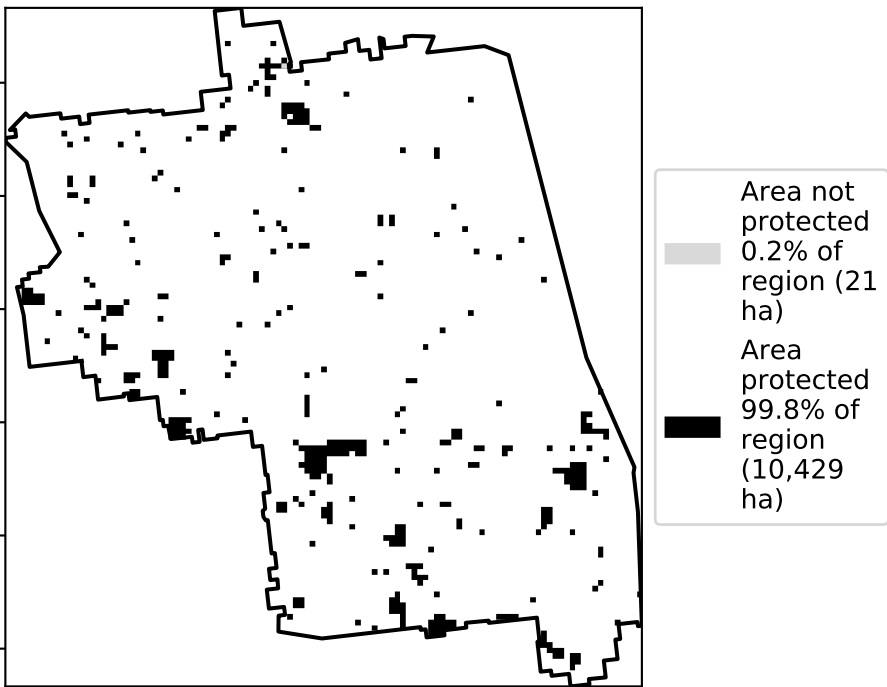 Area not
protected
0.2% of
region (21
ha)
Area
protected
99.8% of
region
(10,429
ha)